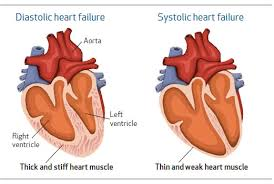 Diastolic heart failure
Systolic heart failure
Aorta
Left
ventricle
Right
ventricle
Thick and stiff heart muscle
Thin and weak heart muscle